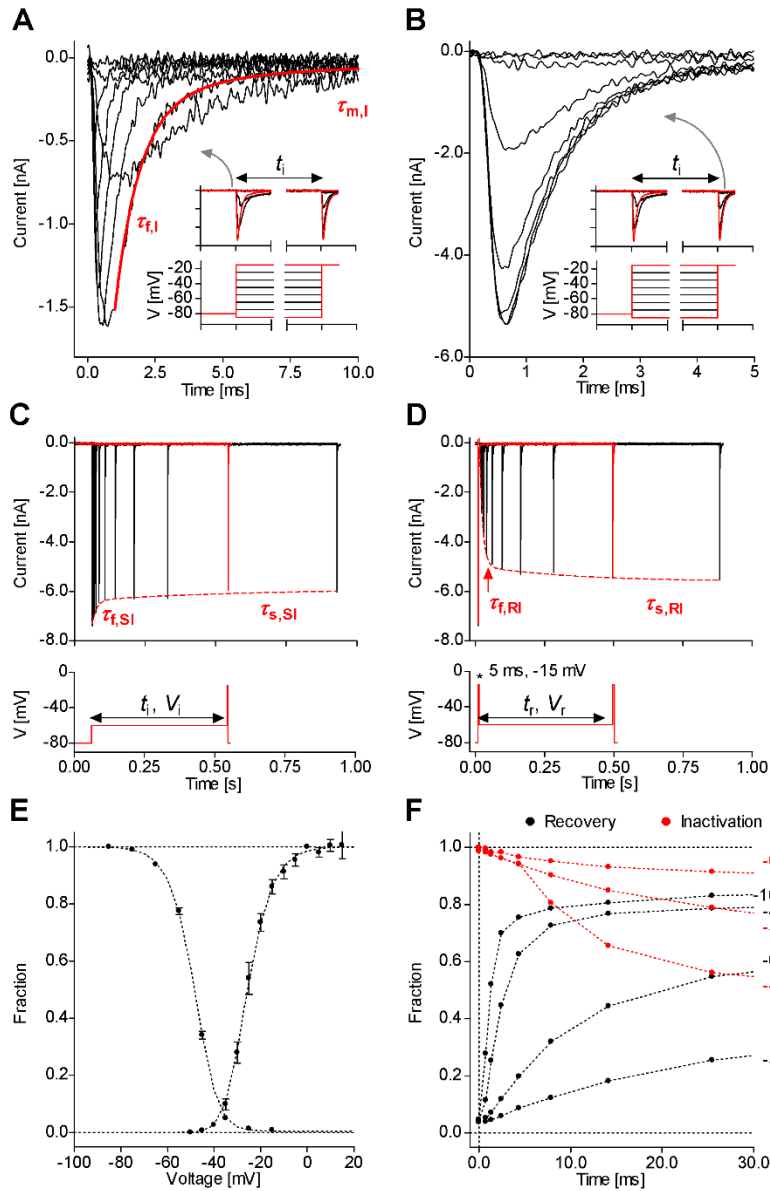 A
0.0
-0.5
-1.0
-1.5
Current [nA]
0.0
2.5
5.0
7.5
10.0
Time [ms]
τm,I
τf,I
ti
V [mV]
-20
-40
-60
-80
B
0.0
-2.0
-4.0
-6.0
Current [nA]
0
1
2
3
4
5
Time [ms]
ti
V [mV]
-20
-40
-60
-80
C
0.0
-2.0
-4.0
-6.0
-8.0
Current [nA]
τf,SI
τs,SI
0
-40
-80
V [mV]
ti, Vi
0.00
0.25
0.50
0.75
1.00
Time [s]
D
0.0
-2.0
-4.0
-6.0
-8.0
Current [nA]
τf,RI
τs,RI
0
-40
-80
V [mV]
* 5 ms, -15 mV
tr, Vr
0.00
0.25
0.50
0.75
1.00
Time [s]
E
1.0
0.8
0.6
0.4
0.2
0.0
Fraction
-100
-80
-60
-40
-20
0
20
Voltage [mV]
F
Recovery
Inactivation
1.0
0.8
0.6
0.4
0.2
0.0
Fraction
0.0
10.0
20.0
30.0
Time [ms]